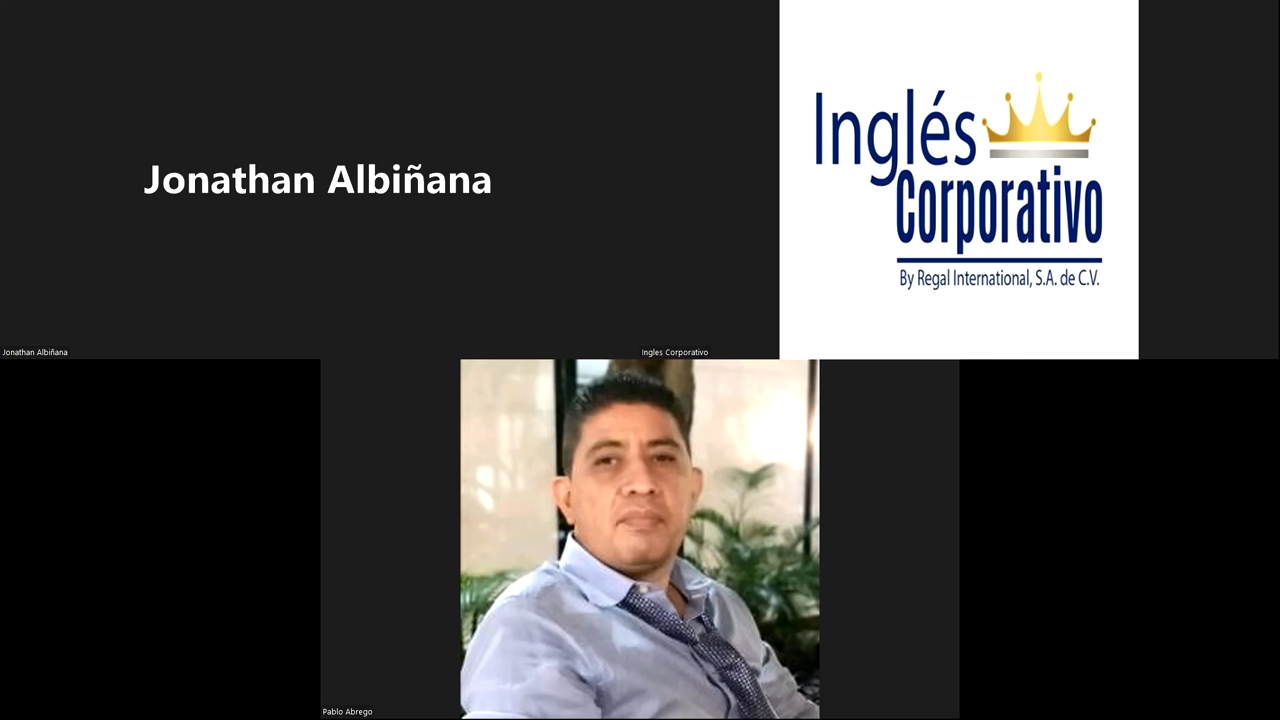 Jonathan Albiñana
Jonathan Albiñana
Inglés
Corporativo
By Regal International, S.A. de C.V.
Ingles Corporativo
Pablo Abrego